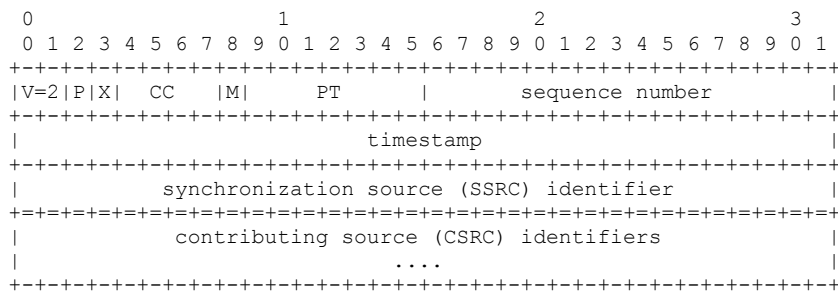 0                   1                   2                   3
 0 1 2 3 4 5 6 7 8 9 0 1 2 3 4 5 6 7 8 9 0 1 2 3 4 5 6 7 8 9 0 1
+-+-+-+-+-+-+-+-+-+-+-+-+-+-+-+-+-+-+-+-+-+-+-+-+-+-+-+-+-+-+-+-+
|V=2|P|X|  CC   |M|     PT      |       sequence number         |
+-+-+-+-+-+-+-+-+-+-+-+-+-+-+-+-+-+-+-+-+-+-+-+-+-+-+-+-+-+-+-+-+
|                           timestamp                           |
+-+-+-+-+-+-+-+-+-+-+-+-+-+-+-+-+-+-+-+-+-+-+-+-+-+-+-+-+-+-+-+-+
|           synchronization source (SSRC) identifier            |
+=+=+=+=+=+=+=+=+=+=+=+=+=+=+=+=+=+=+=+=+=+=+=+=+=+=+=+=+=+=+=+=+
|            contributing source (CSRC) identifiers             |
|                             ....                              |
+-+-+-+-+-+-+-+-+-+-+-+-+-+-+-+-+-+-+-+-+-+-+-+-+-+-+-+-+-+-+-+-+